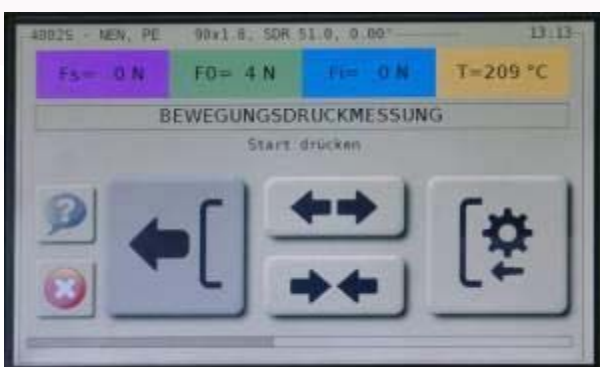 4002S - NEN, PE 90x1.8, SDR 51.0, 0.00° 13:13
Fs= 0 N F0= 4 N Fi= 0 N T=209 °C
BEWEGUNGSDRUCKMESSUNG
Start drücken